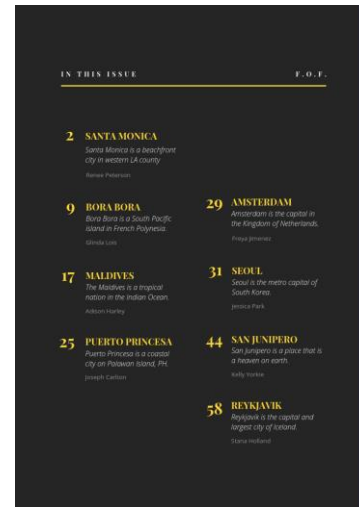 IN THIS ISSUE
F.O.F.
2 SANTA MONICA
Santa Monica is a beachfront
city in western LA county
Renee Peterson
9 BORA BORA
Bora Bora is a South Pacific
island in French Polynesia.
Alinda Lois
17 MALDIVES
The Maldives is a tropical
nation in the Indian Ocean.
Adison Harley
25 PUERTO PRINCESA
Puerto Princesa is a coastal
city on Palawan Island, PH.
Joseph Carlton
29 AMSTERDAM
Amsterdam is the capital in
the Kingdom of Netherlands.
Freya Jimenez
31 SEOUL
Seoul is the metro capital of
South Korea.
Jessica Park
44 SAN JUNIPERO
San Junipero is a place that is
a heaven on earth.
Kelly Yorkie
58 REYKJAVIK
Reykjavik is the capital and
largest city of Iceland.
Stana Holland